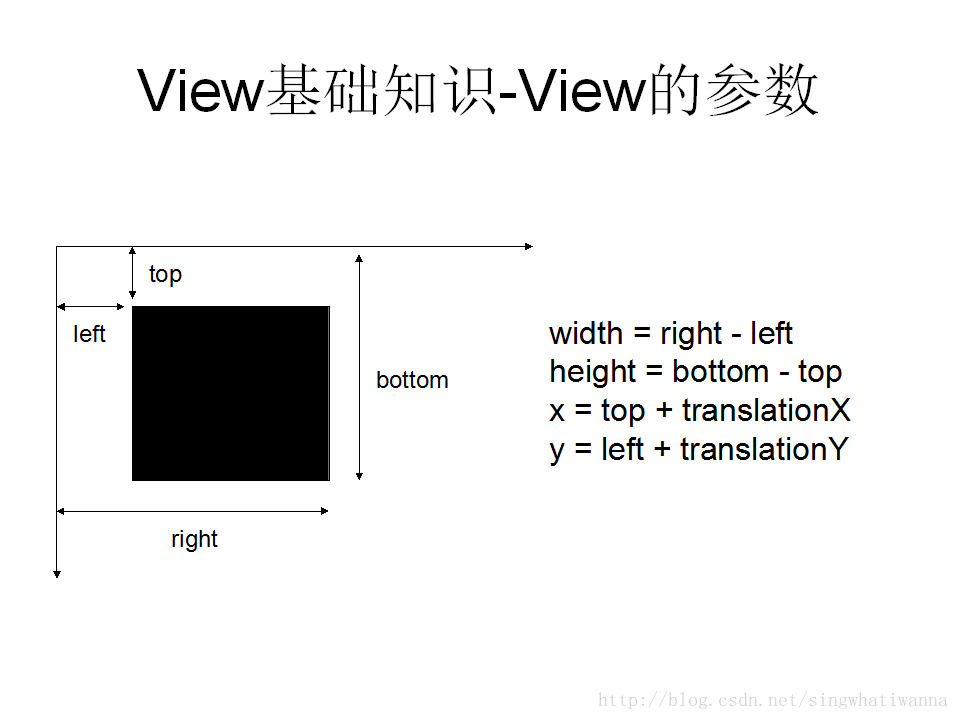 View基础知识-View的参数
top
left
bottom
right
width = right - left
height = bottom - top
x = top + translationX
y = left + translationY
http://blog.csdn.net/singwhatiwanna